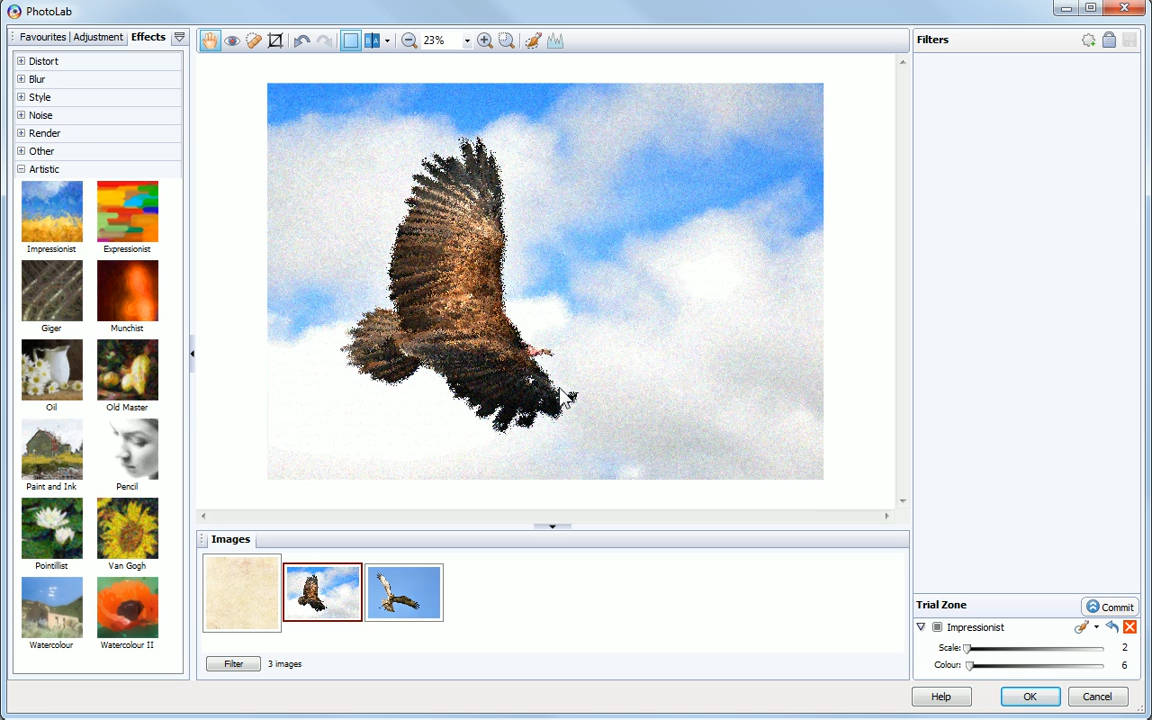 PhotoLab
Favourites | Adjustment Effects
23%
Filters
Distort
Blur
Style
Noise
Render
Other
Artistic
Impressionist Expressionist
Giger Munchist
Oil Old Master
Paint and Ink Pencil
Pointillist Van Gogh
Watercolour Watercolour II
Images
Filter 3 images
Trial Zone Commit
Impressionist
Scale: 2
Colour: 6
Help OK Cancel